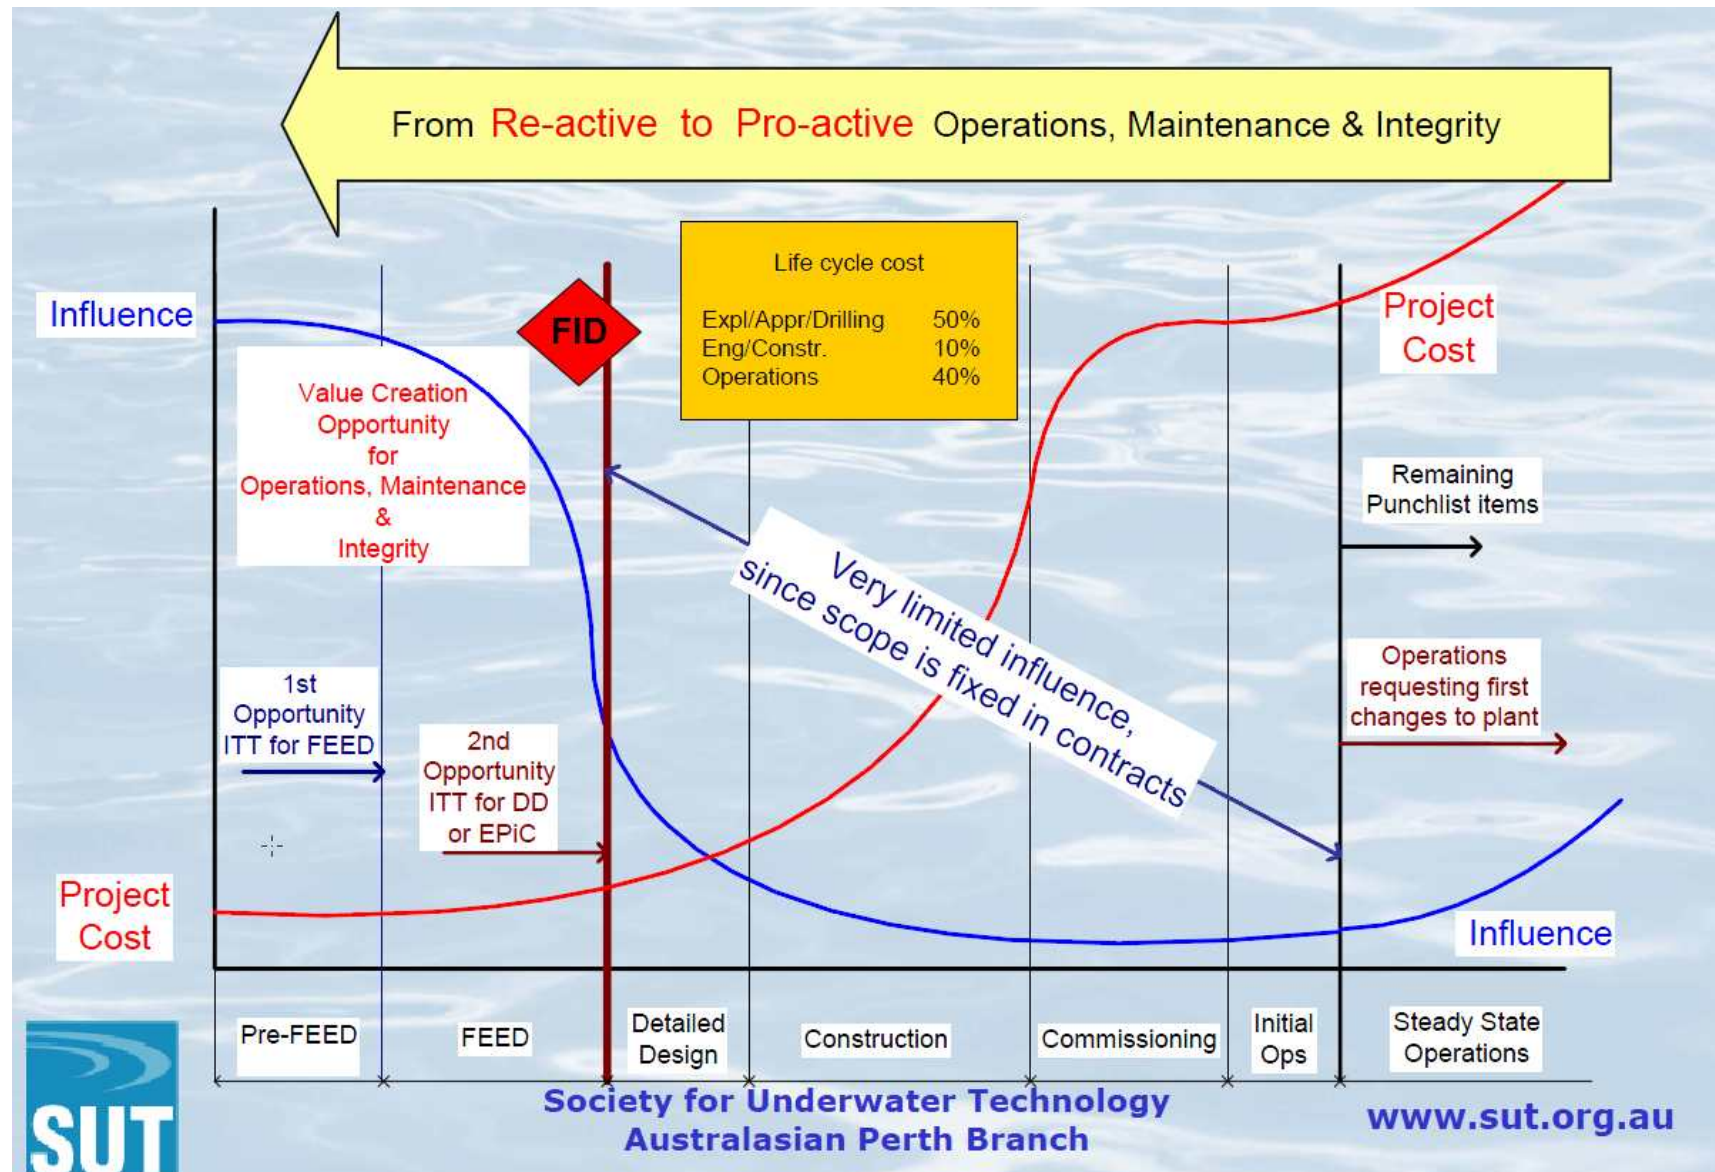 From Re-active to Pro-active Operations, Maintenance & Integrity
Influence
FID
Life cycle cost
Expl/Appr/Drilling 50%
Eng/Constr. 10%
Operations 40%
Project
Cost
Value Creation
Opportunity
for
Operations, Maintenance
&
Integrity
Remaining
Punchlist items
Very limited influence,
since scope is fixed in contracts
1st
Opportunity
ITT for FEED
2nd
Opportunity
ITT for DD
or EPiC
Operations
requesting first
changes to plant
Project
Cost
Influence
Pre-FEED
FEED
Detailed
Design
Construction
Commissioning
Initial
Ops
Steady State
Operations
SUT
Society for Underwater Technology
Australasian Perth Branch
www.sut.org.au